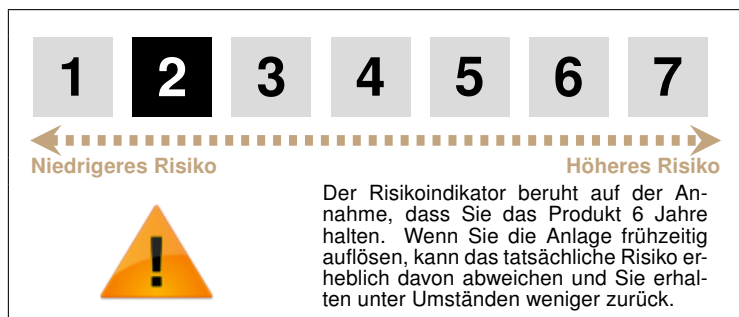 1 2 3 4 5 6 7
Niedrigeres Risiko Höheres Risiko
Der Risikoindikator beruht auf der An-
nahme, dass Sie das Produkt 6 Jahre
halten. Wenn Sie die Anlage frühzeitig
auflösen, kann das tatsächliche Risiko er-
heblich davon abweichen und Sie erhal-
ten unter Umständen weniger zurück.